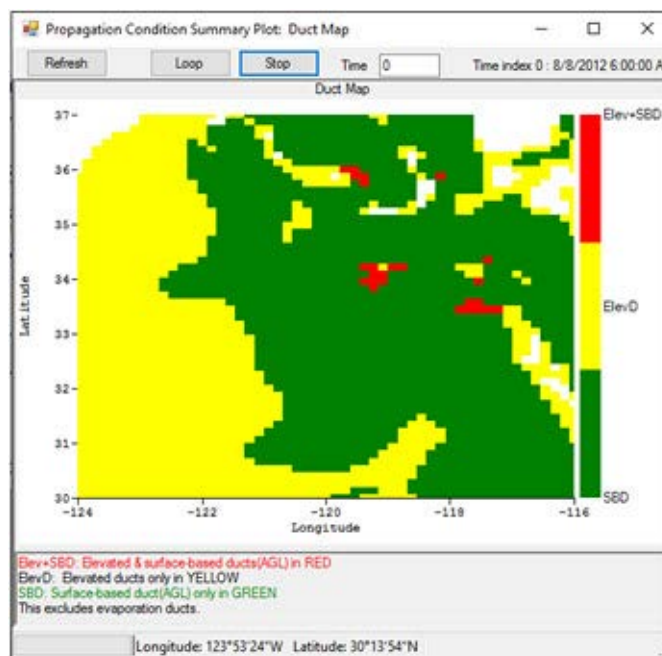 Propagation Condition Summary Plot: Duct Map
Refresh Loop Stop Time 0 Time index 0 : 8/8/2012 6:00:00 A
Duct Map
37
36
35
34
33
32
31
30
Latitude
-124 -122 -120 -118 -116
Longitude
Elev+SBD
ElevD
SBD
Elev+SBD: Elevated & surface-based ducts(AGL) in RED
ElevD: Elevated ducts only in YELLOW
SBD: Surface-based duct(AGL) only in GREEN
This excludes evaporation ducts.
Longitude: 123°53'24"W Latitude: 30°13'54"N